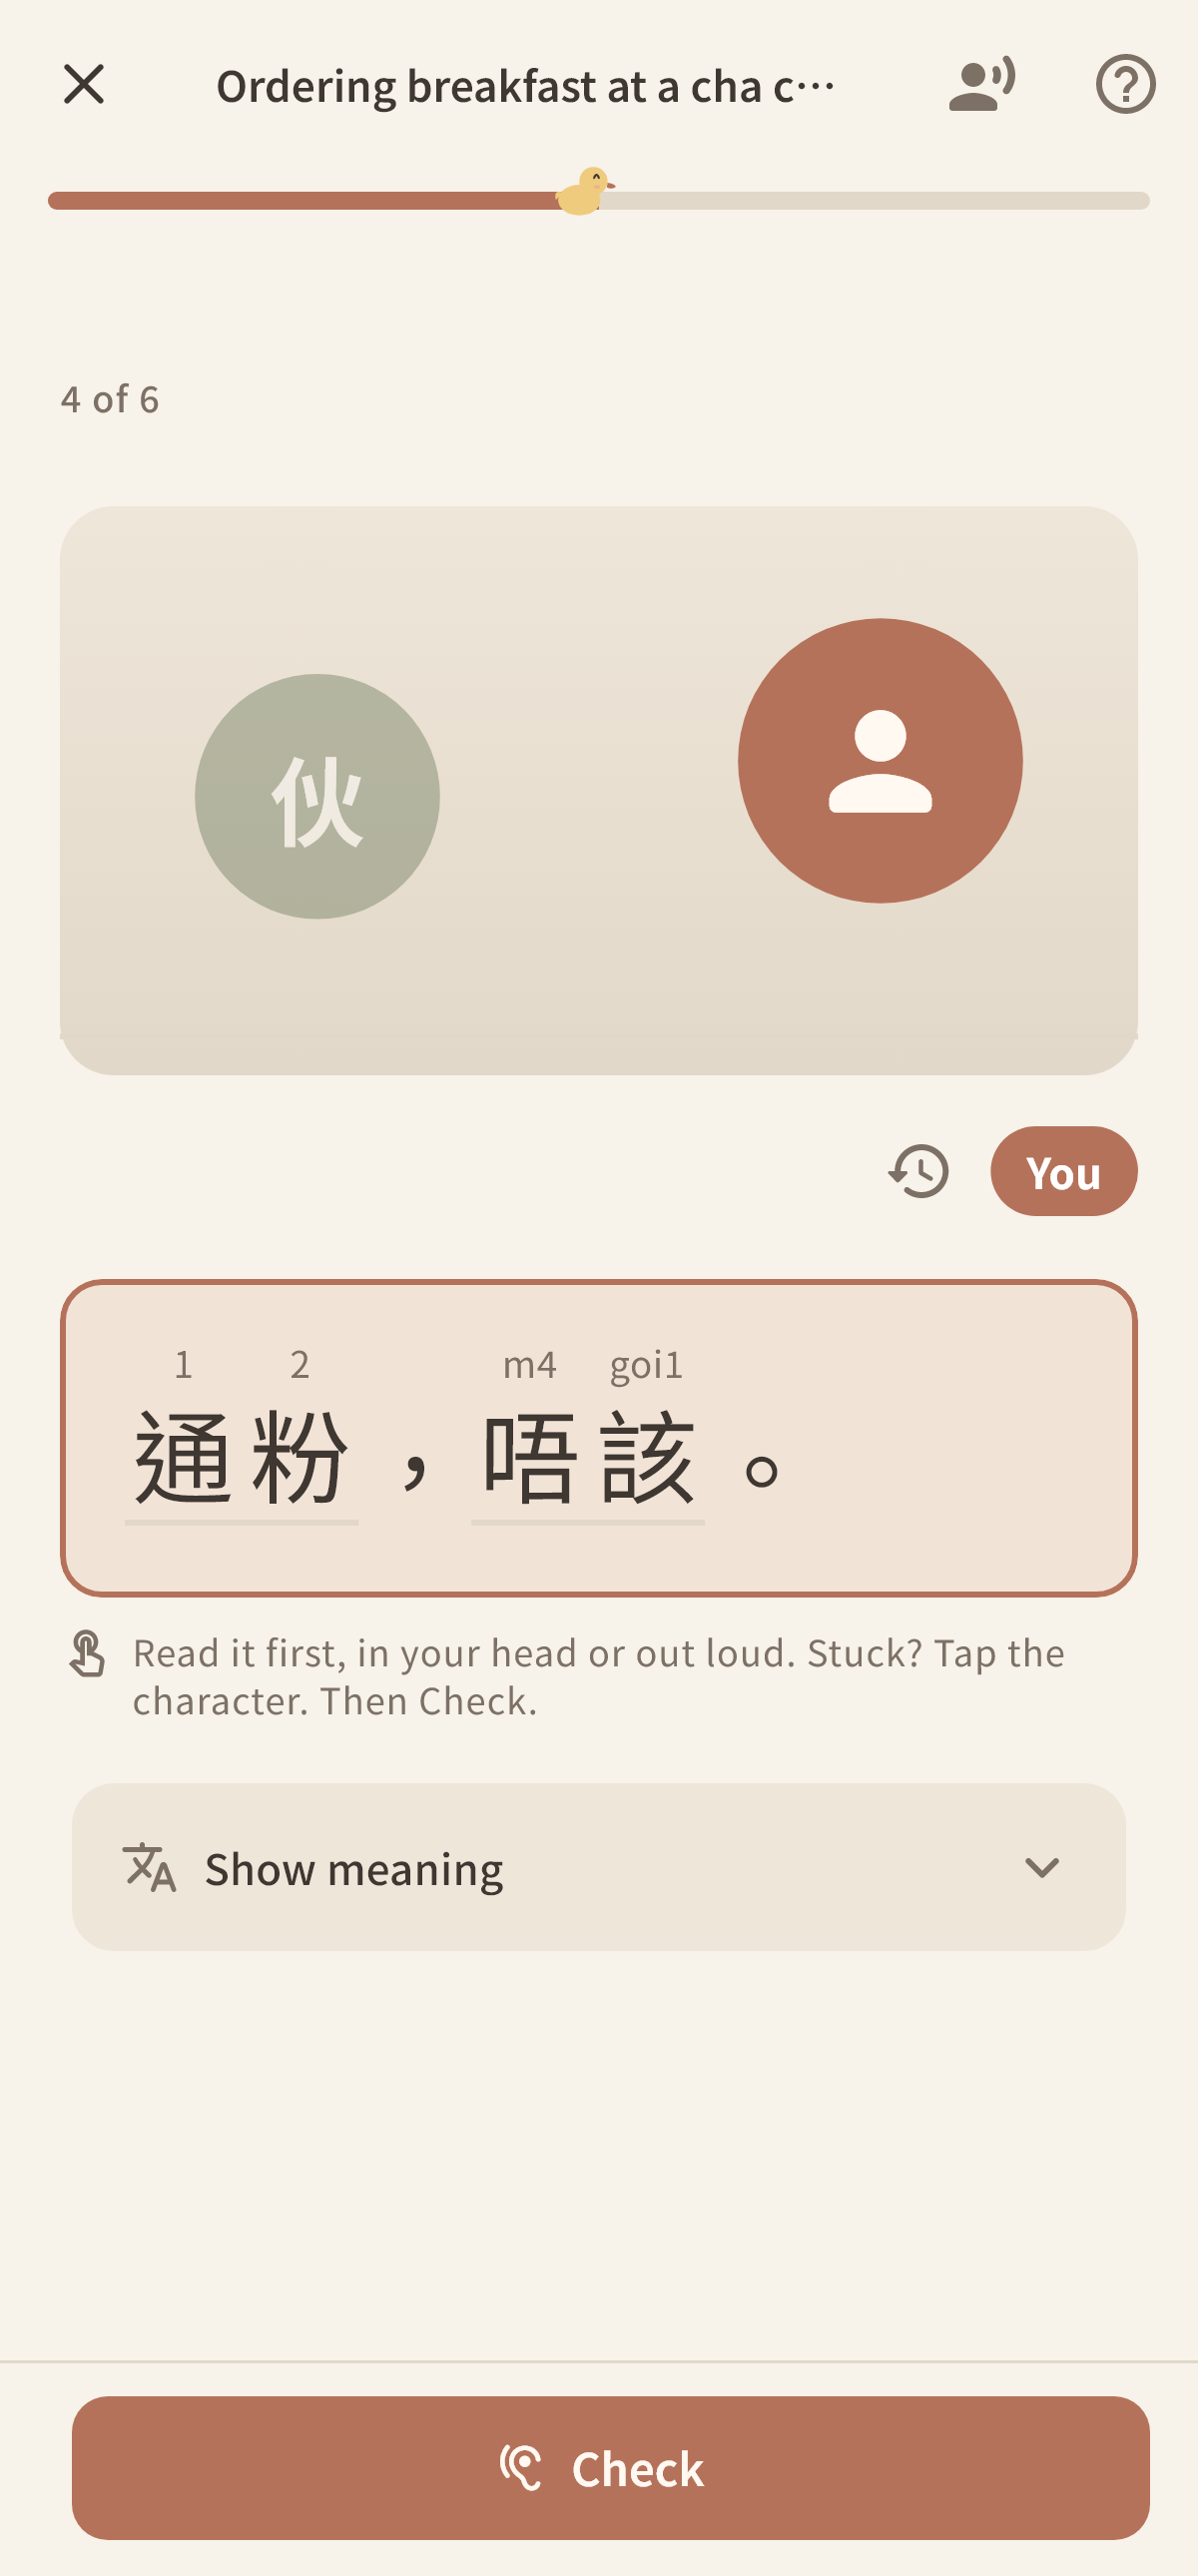 Ordering breakfast at a cha c…
4 of 6
伙
You
1 2 m4 goi1
通粉，唔該。
Read it first, in your head or out loud. Stuck? Tap the
character. Then Check.
Show meaning
Check